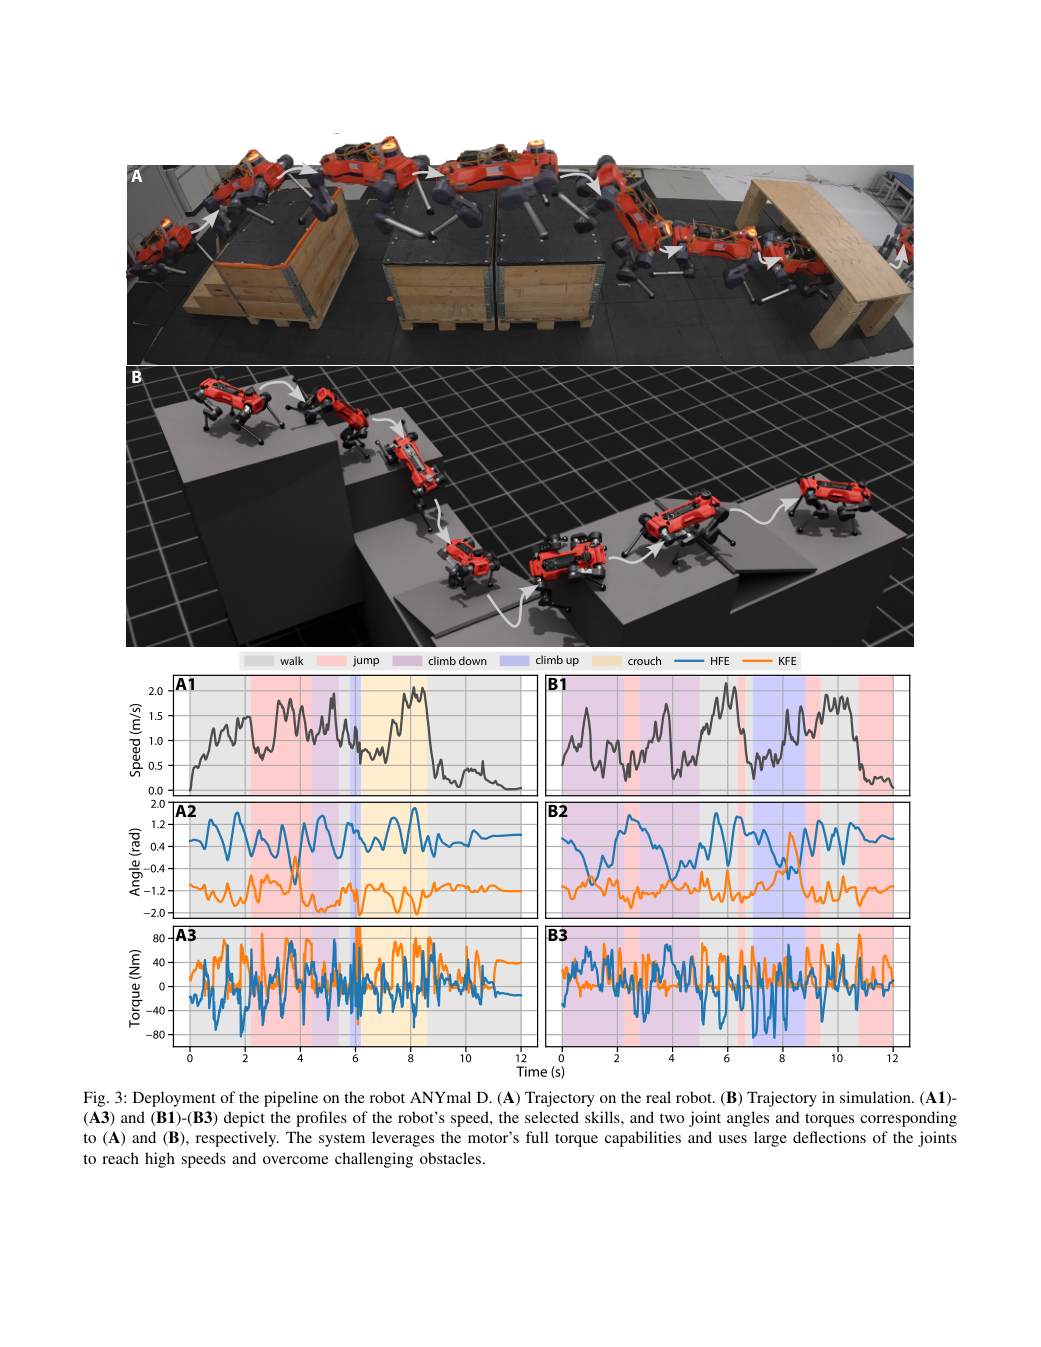 A
B
walk jump climb down climb up crouch HFE KFE
A1
B1
Speed (m/s)
2.0
1.5
1.0
0.5
0.0
A2
B2
Angle (rad)
2.0
1.2
0.4
−0.4
−1.2
−2.0
A3
B3
Torque (Nm)
80
40
0
−40
−80
0 2 4 6 8 10 12 0 2 4 6 8 10 12
Time (s)
Fig. 3: Deployment of the pipeline on the robot ANYmal D. (A) Trajectory on the real robot. (B) Trajectory in simulation. (A1)-
(A3) and (B1)-(B3) depict the profiles of the robot's speed, the selected skills, and two joint angles and torques corresponding
to (A) and (B), respectively. The system leverages the motor's full torque capabilities and uses large deflections of the joints
to reach high speeds and overcome challenging obstacles.